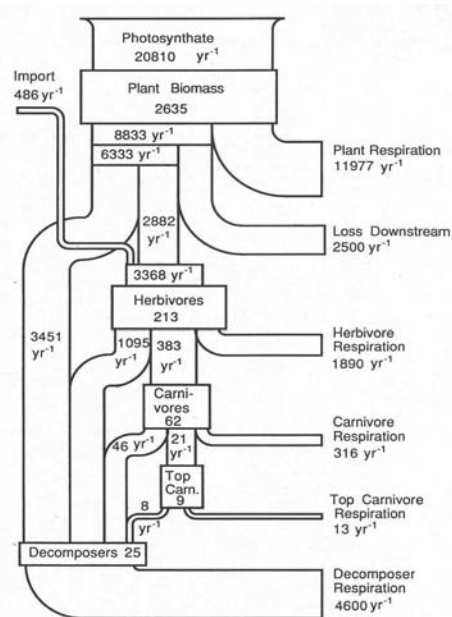 Photosynthate
20810 yr⁻¹
Import
486 yr⁻¹
Plant Biomass
2635
8833 yr⁻¹
6333 yr⁻¹
Plant Respiration
11977 yr⁻¹
2882
yr⁻¹
Loss Downstream
2500 yr⁻¹
3368 yr⁻¹
Herbivores
213
3451
yr⁻¹
1095
yr⁻¹
383
yr⁻¹
Herbivore
Respiration
1890 yr⁻¹
Carni-
vores
62
46 yr⁻¹
21
yr⁻¹
Carnivore
Respiration
316 yr⁻¹
Top
Carn.
9
8
yr⁻¹
Top Carnivore
Respiration
13 yr⁻¹
Decomposers 25
Decomposer
Respiration
4600 yr⁻¹